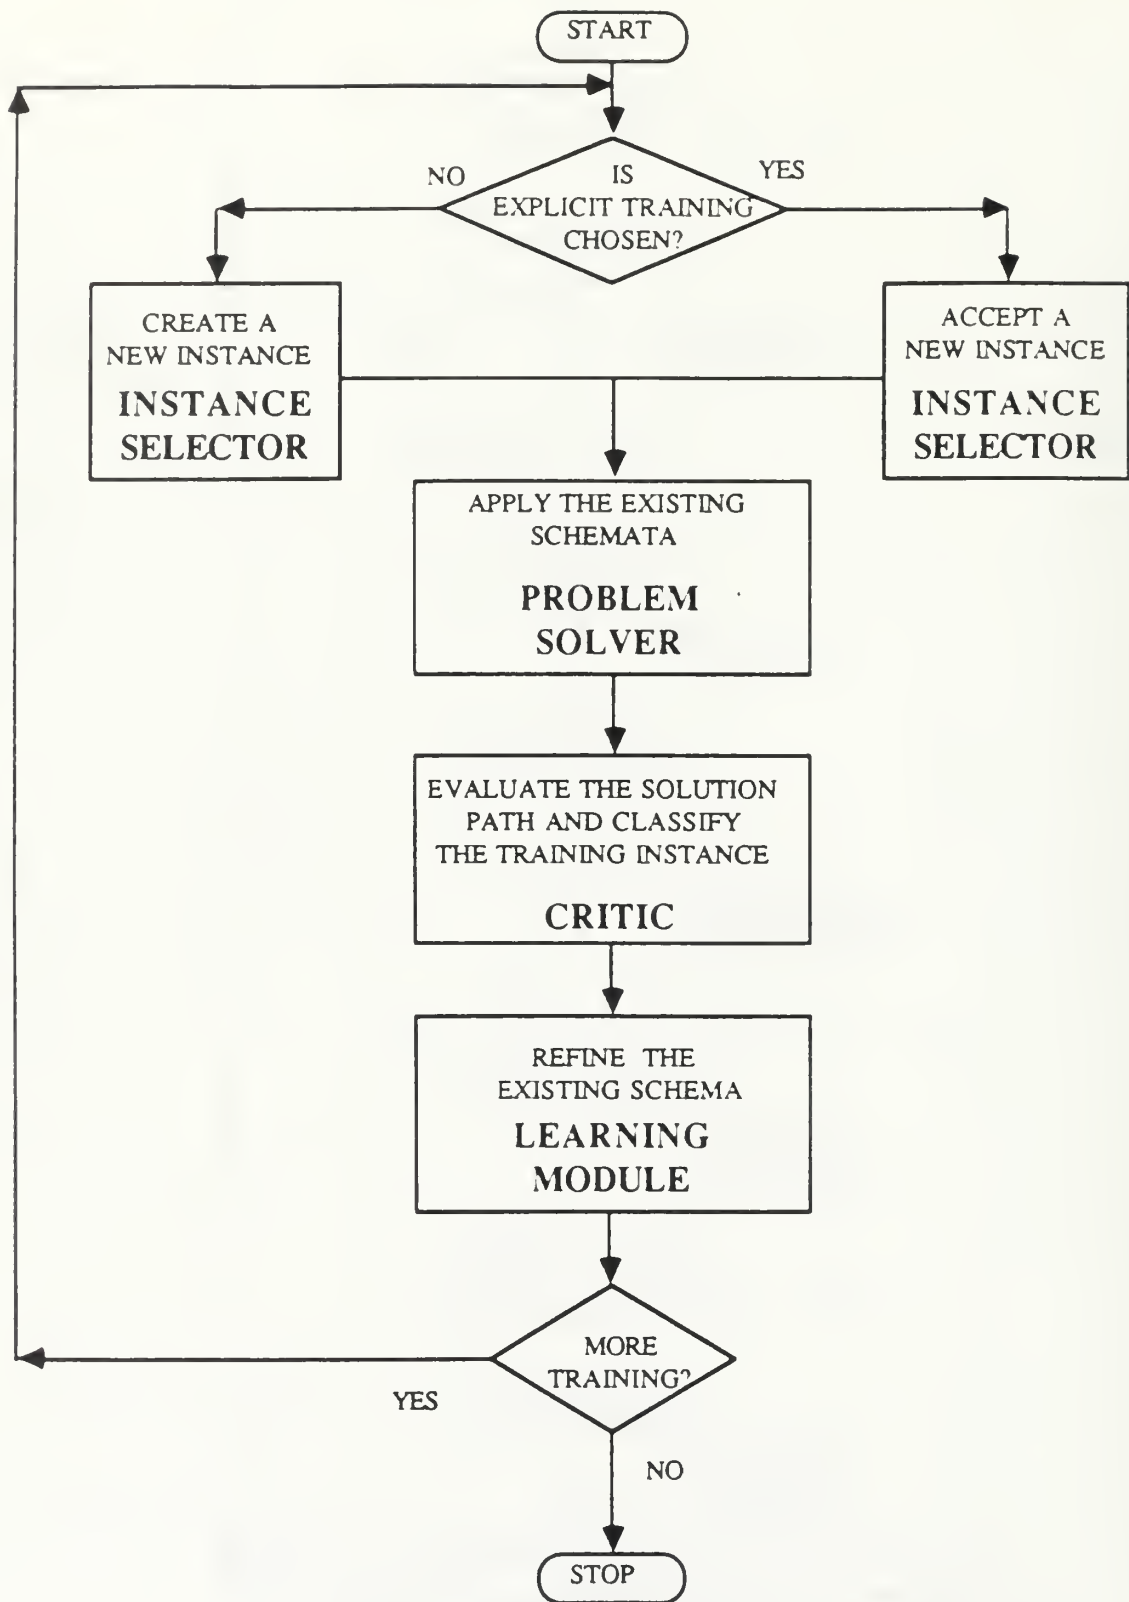 START
NO
IS
YES
EXPLICIT TRAINING
CHOSEN?
CREATE A
NEW INSTANCE
INSTANCE
SELECTOR
ACCEPT A
NEW INSTANCE
INSTANCE
SELECTOR
APPLY THE EXISTING
SCHEMATA
PROBLEM
SOLVER
EVALUATE THE SOLUTION
PATH AND CLASSIFY
THE TRAINING INSTANCE
CRITIC
REFINE THE
EXISTING SCHEMA
LEARNING
MODULE
MORE
TRAINING?
YES
NO
STOP